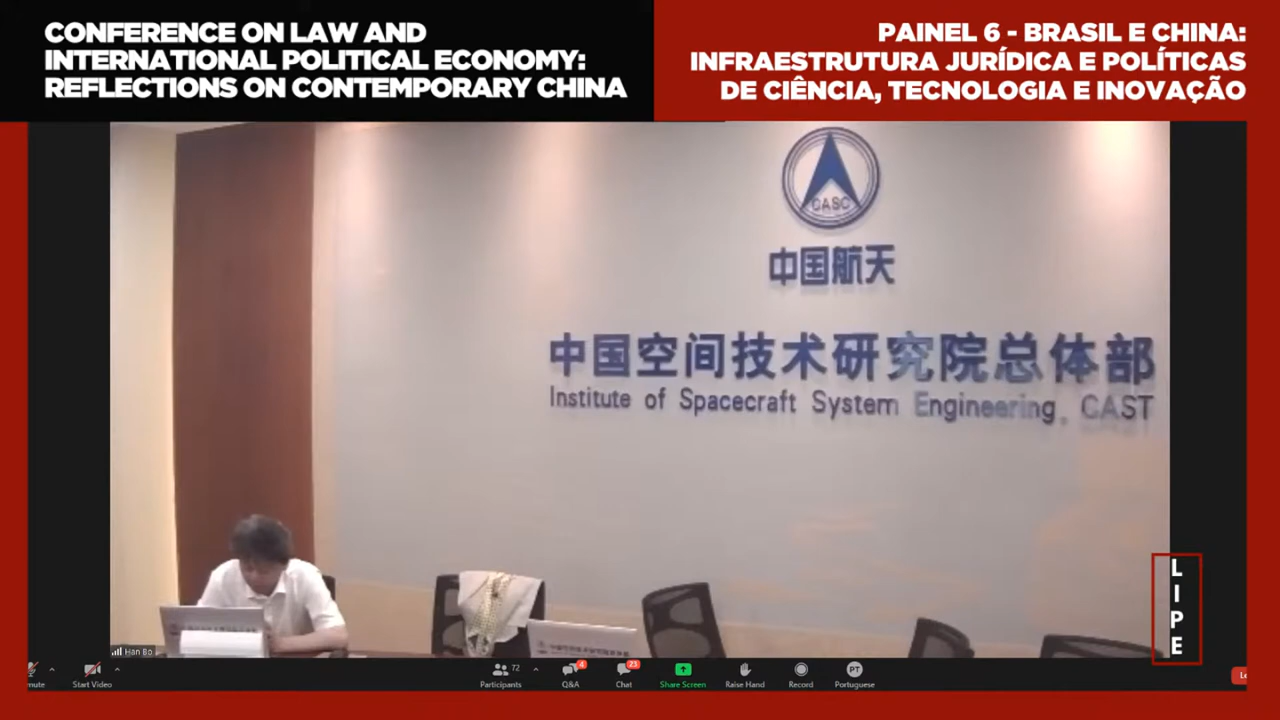 CONFERENCE ON LAW AND
INTERNATIONAL POLITICAL ECONOMY:
REFLECTIONS ON CONTEMPORARY CHINA
PAINEL 6 - BRASIL E CHINA:
INFRAESTRUTURA JURÍDICA E POLÍTICAS
DE CIÊNCIA, TECNOLOGIA E INOVAÇÃO
CASC
中国航天
中国空间技术研究院总体部
Institute of Spacecraft System Engineering, CAST
Han Bo
LIPE
mute
Start Video
72
Participants
4
Q&A
23
Chat
Share Screen
Raise Hand
Record
PT
Portuguese
Le